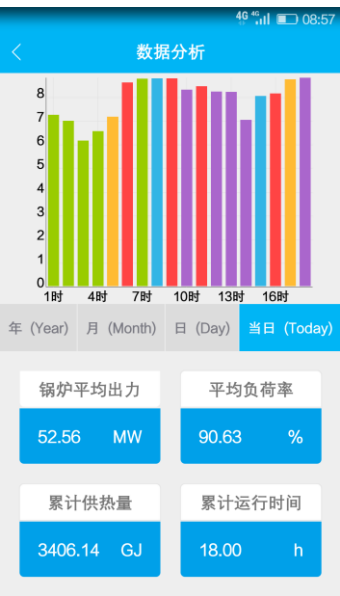 4G 4G 08:57
数据分析
8
7
6
5
4
3
2
1
0
1时 4时 7时 10时 13时 16时
年 (Year) 月 (Month) 日 (Day) 当日 (Today)
锅炉平均出力 平均负荷率
52.56 MW 90.63 %
累计供热量 累计运行时间
3406.14 GJ 18.00 h